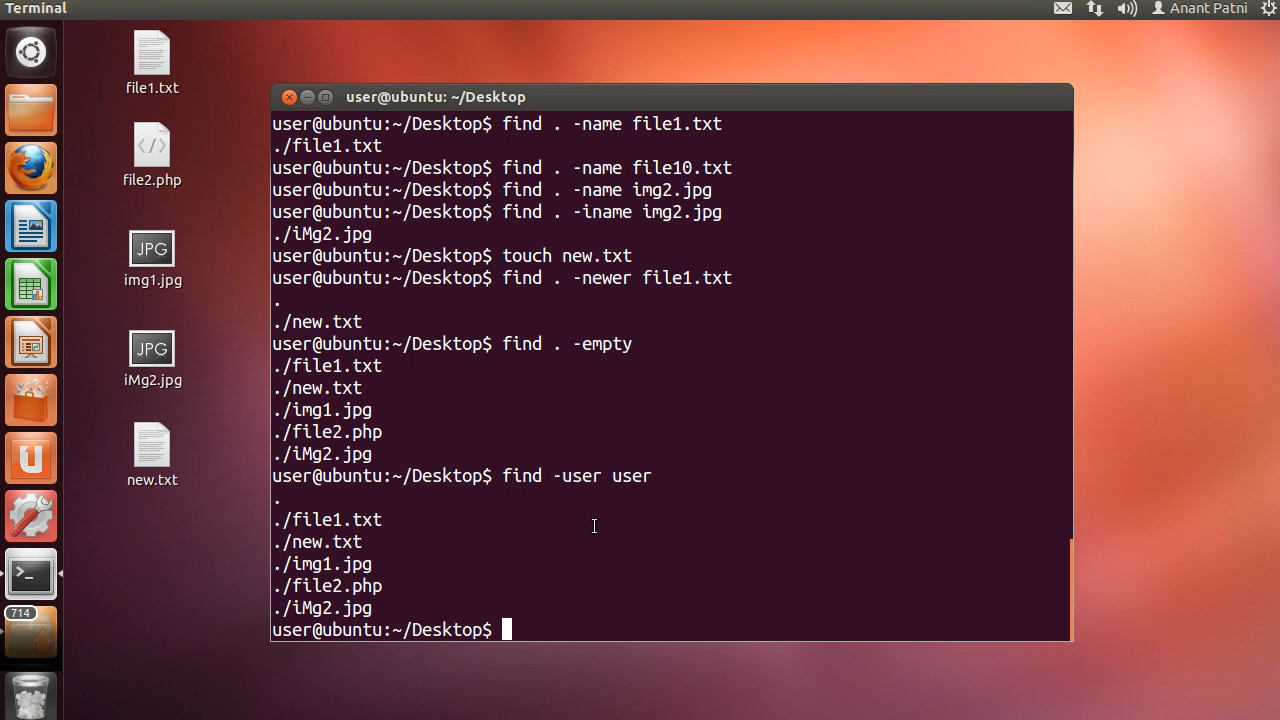 Terminal
Anant Patni
file1.txt
file2.php
JPG
img1.jpg
JPG
iMg2.jpg
new.txt
714
user@ubuntu: ~/Desktop
user@ubuntu:~/Desktop$ find . -name file1.txt
./file1.txt
user@ubuntu:~/Desktop$ find . -name file10.txt
user@ubuntu:~/Desktop$ find . -name img2.jpg
user@ubuntu:~/Desktop$ find . -iname img2.jpg
./iMg2.jpg
user@ubuntu:~/Desktop$ touch new.txt
user@ubuntu:~/Desktop$ find . -newer file1.txt
.
./new.txt
user@ubuntu:~/Desktop$ find . -empty
./file1.txt
./new.txt
./img1.jpg
./file2.php
./iMg2.jpg
user@ubuntu:~/Desktop$ find -user user
.
./file1.txt
./new.txt
./img1.jpg
./file2.php
./iMg2.jpg
user@ubuntu:~/Desktop$